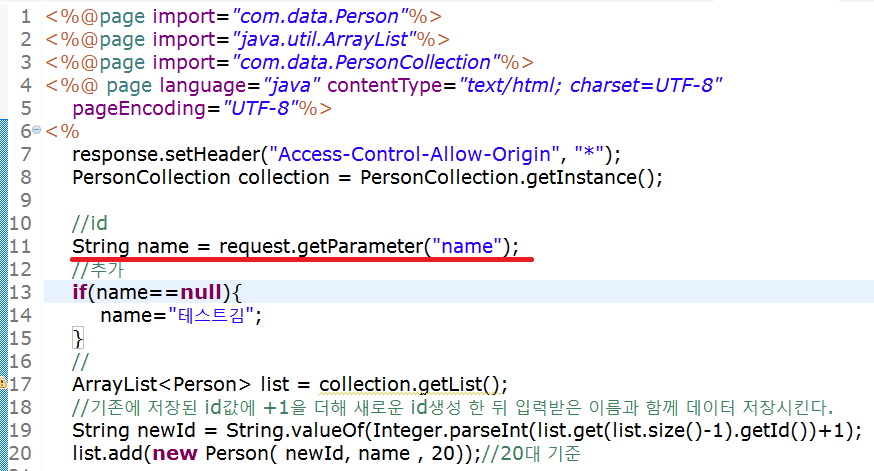 1 <%@page import="com.data.Person"%>
2 <%@page import="java.util.ArrayList"%>
3 <%@page import="com.data.PersonCollection"%>
4 <%@ page language="java" contentType="text/html; charset=UTF-8"
5 pageEncoding="UTF-8"%>
6 <%
7 response.setHeader("Access-Control-Allow-Origin", "*");
8 PersonCollection collection = PersonCollection.getInstance();
9
10 //id
11 String name = request.getParameter("name");
12 //추가
13 if(name==null){
14 name="테스트김";
15 }
16 //
17 ArrayList<Person> list = collection.getList();
18 //기존에 저장된 id값에 +1을 더해 새로운 id생성 한 뒤 입력받은 이름과 함께 데이터 저장시킨다.
19 String newId = String.valueOf(Integer.parseInt(list.get(list.size()-1).getId())+1);
20 list.add(new Person( newId, name , 20));//20대 기준